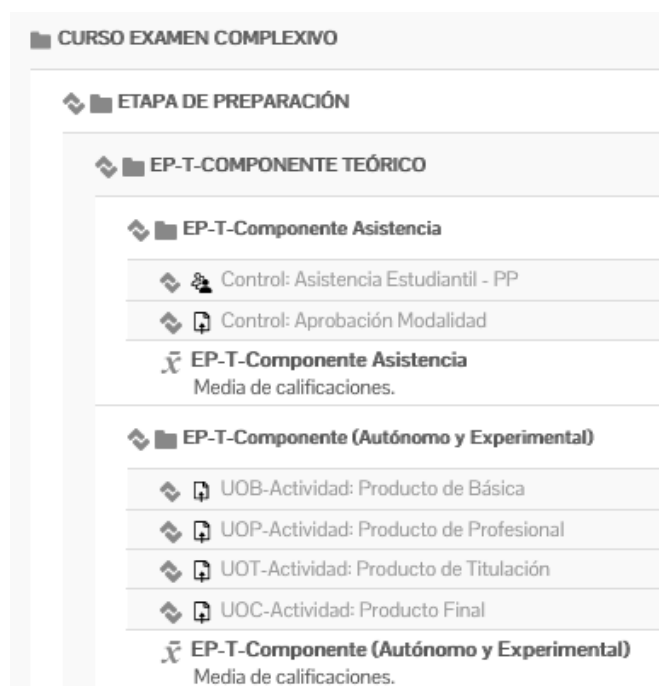 CURSO EXAMEN COMPLEXIVO
ETAPA DE PREPARACIÓN
EP-T-COMPONENTE TEÓRICO
EP-T-Componente Asistencia
Control: Asistencia Estudiantil - PP
Control: Aprobación Modalidad
x̄ EP-T-Componente Asistencia
Media de calificaciones.
EP-T-Componente (Autónomo y Experimental)
UOB-Actividad: Producto de Básica
UOP-Actividad: Producto de Profesional
UOT-Actividad: Producto de Titulación
UOC-Actividad: Producto Final
x̄ EP-T-Componente (Autónomo y Experimental)
Media de calificaciones.